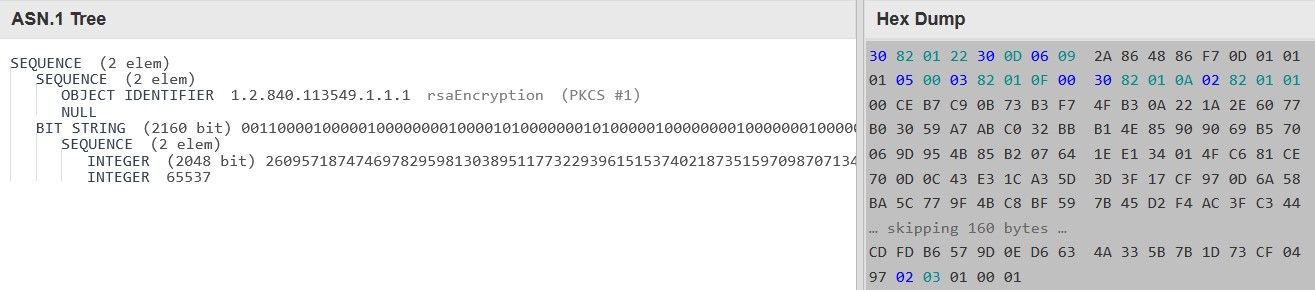 ASN.1 Tree
SEQUENCE (2 elem)
SEQUENCE (2 elem)
OBJECT IDENTIFIER 1.2.840.113549.1.1.1 rsaEncryption (PKCS #1)
NULL
BIT STRING (2160 bit) 0011000010000010000000010000101000000010100000100000000100000001000000
SEQUENCE (2 elem)
INTEGER (2048 bit) 260957187474697829598130389511773229396151537402187351597098707134
INTEGER 65537
Hex Dump
30 82 01 22 30 0D 06 09 2A 86 48 86 F7 0D 01 01
01 05 00 03 82 01 0F 00 30 82 01 0A 02 82 01 01
00 CE B7 C9 0B 73 B3 F7 4F B3 0A 22 1A 2E 60 77
B0 30 59 A7 AB C0 32 BB B1 4E 85 90 90 69 B5 70
06 9D 95 4B 85 B2 07 64 1E E1 34 01 4F C6 81 CE
70 0D 0C 43 E3 1C A3 5D 3D 3F 17 CF 97 0D 6A 58
BA 5C 77 9F 4B C8 BF 59 7B 45 D2 F4 AC 3F C3 44
… skipping 160 bytes …
CD FD B6 57 9D 0E D6 63 4A 33 5B 7B 1D 73 CF 04
97 02 03 01 00 01